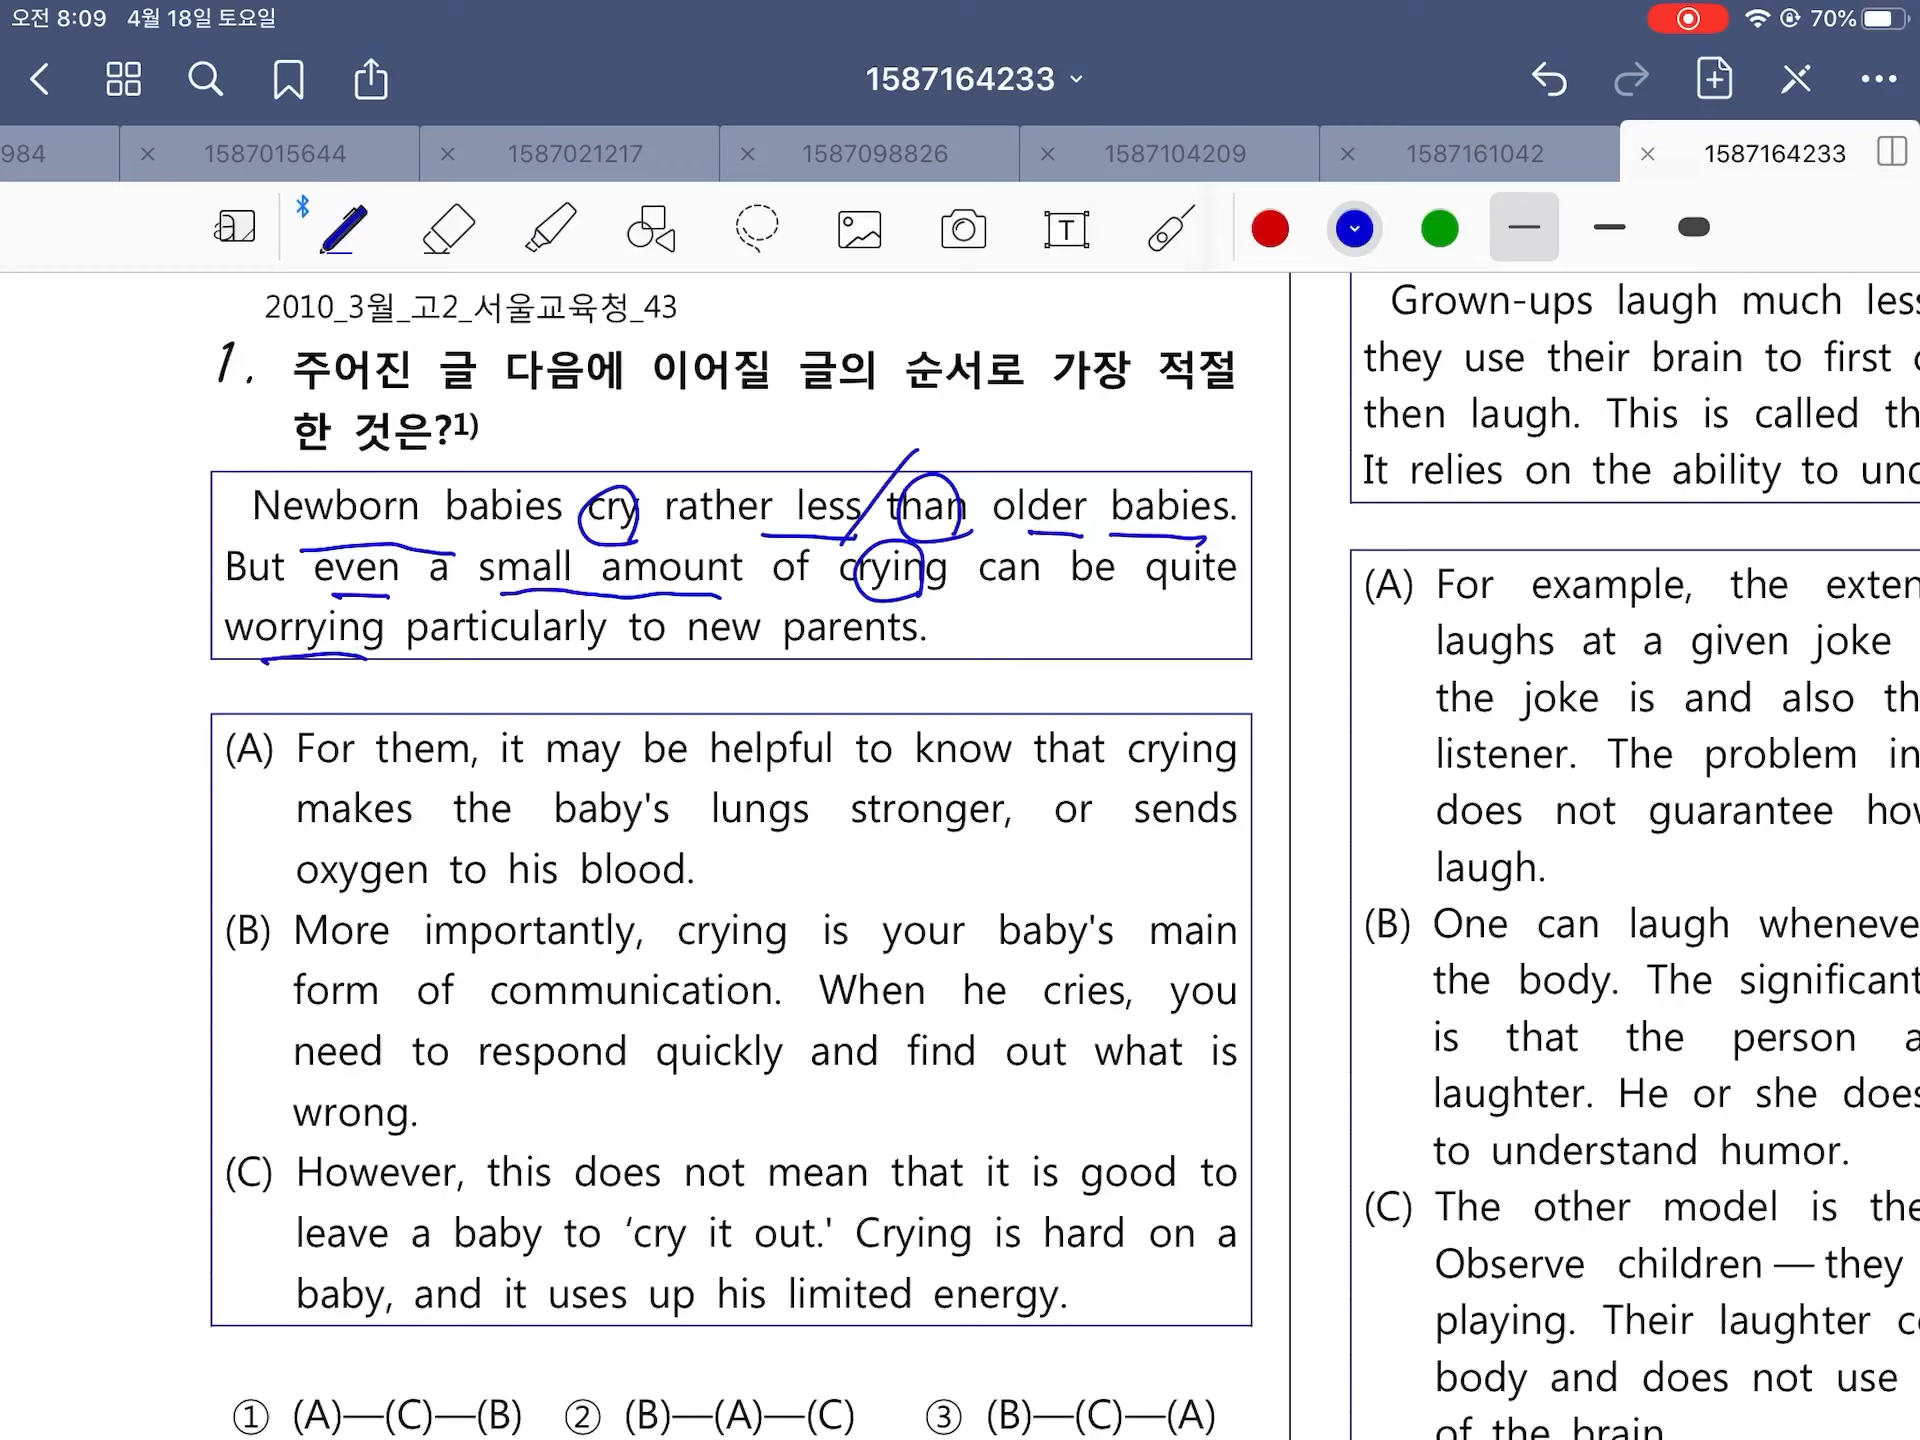 오전 8:09 4월 18일 토요일
70%
1587164233
984
1587015644
1587021217
1587098826
1587104209
1587161042
1587164233
2010_3월_고2_서울교육청_43
1. 주어진 글 다음에 이어질 글의 순서로 가장 적절
한 것은?1)
Newborn babies cry rather less than older babies.
But even a small amount of crying can be quite
worrying particularly to new parents.
(A) For them, it may be helpful to know that crying
makes the baby's lungs stronger, or sends
oxygen to his blood.
(B) More importantly, crying is your baby's main
form of communication. When he cries, you
need to respond quickly and find out what is
wrong.
(C) However, this does not mean that it is good to
leave a baby to ‘cry it out.' Crying is hard on a
baby, and it uses up his limited energy.
① (A)—(C)—(B) ② (B)—(A)—(C) ③ (B)—(C)—(A)
Grown-ups laugh much
they use their brain to first
then laugh. This is called
It relies on the ability to
(A) For example, the
laughs at a given joke
the joke is and also
listener. The problem
does not guarantee
laugh.
(B) One can laugh
the body. The
is that the person
laughter. He or she
to understand humor.
(C) The other model is
Observe children — they
playing. Their laughter
body and does not use
of the brain